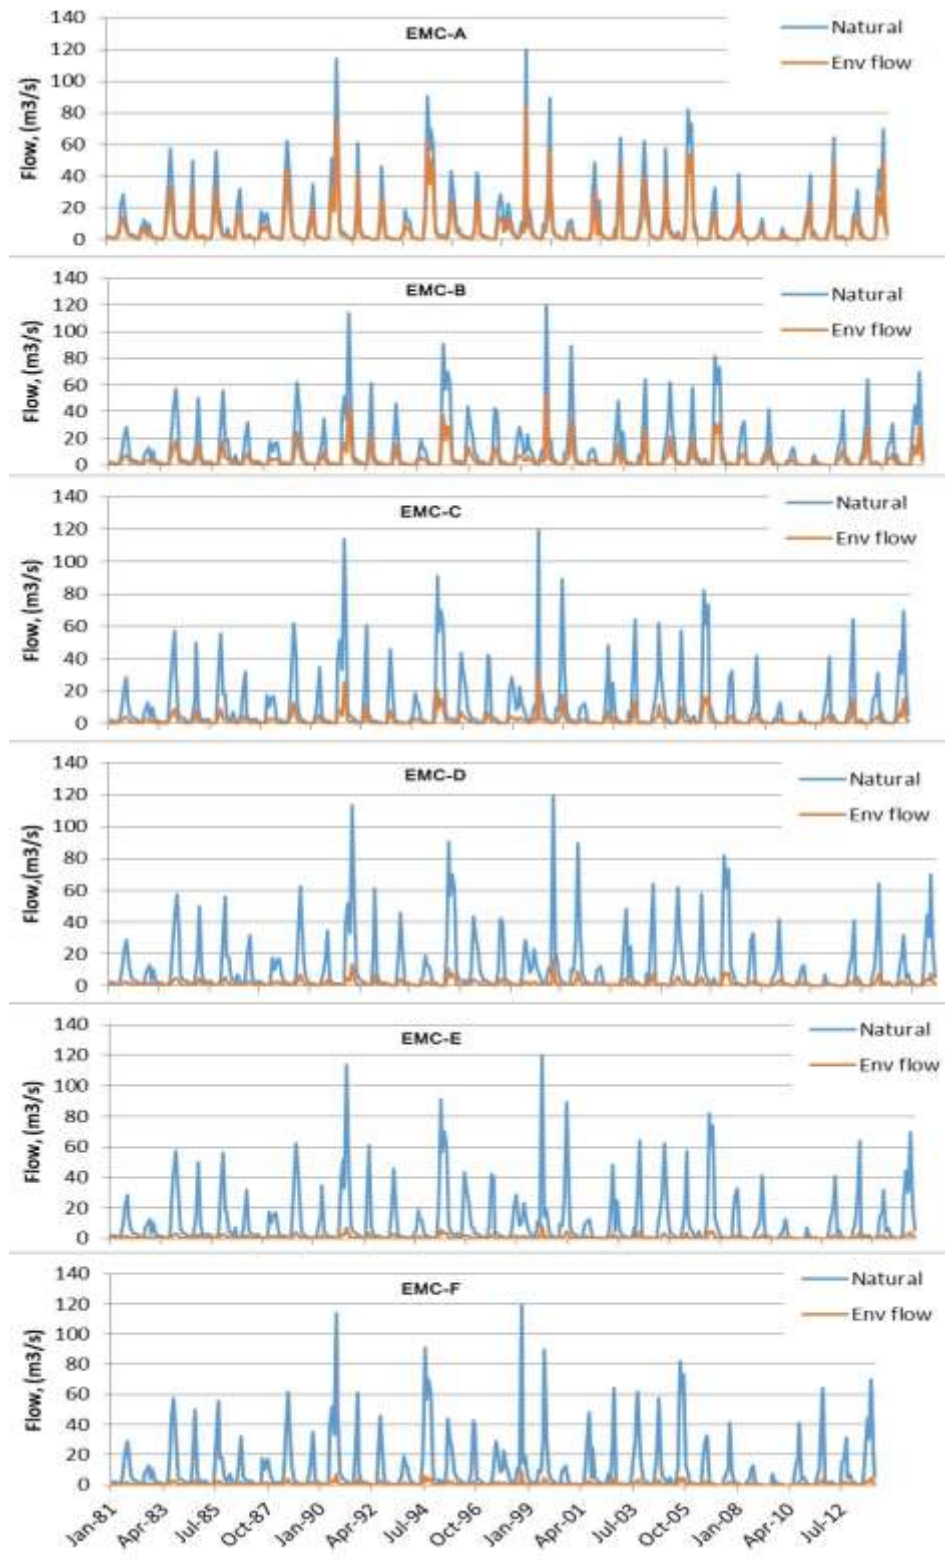 EMC-A
Natural
Env flow
Flow, (m3/s)
140
120
100
80
60
40
20
0
EMC-B
Natural
Env flow
Flow, (m3/s)
140
120
100
80
60
40
20
0
EMC-C
Natural
Env flow
Flow, (m3/s)
140
120
100
80
60
40
20
0
EMC-D
Natural
Env flow
Flow,(m3/s)
140
120
100
80
60
40
20
0
EMC-E
Natural
Env flow
Flow, (m3/s)
140
120
100
80
60
40
20
0
EMC-F
Natural
Env flow
Flow, (m3/s)
140
120
100
80
60
40
20
0
Jan-81
Apr-83
Jul-85
Oct-87
Jan-90
Apr-92
Jul-94
Oct-96
Jan-99
Apr-01
Jul-03
Oct-05
Jan-08
Apr-10
Jul-12